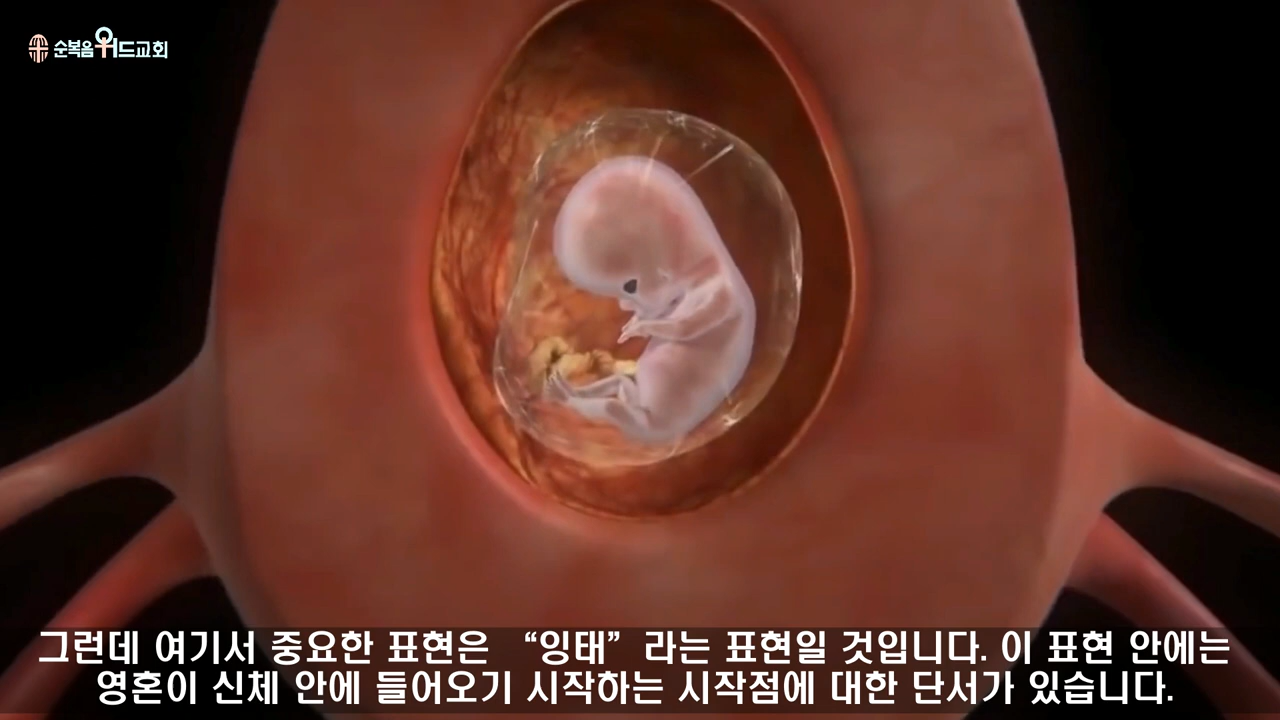 순복음워드교회
그런데 여기서 중요한 표현은 “잉태” 라는 표현일 것입니다. 이 표현 안에는
영혼이 신체 안에 들어오기 시작하는 시작점에 대한 단서가 있습니다.